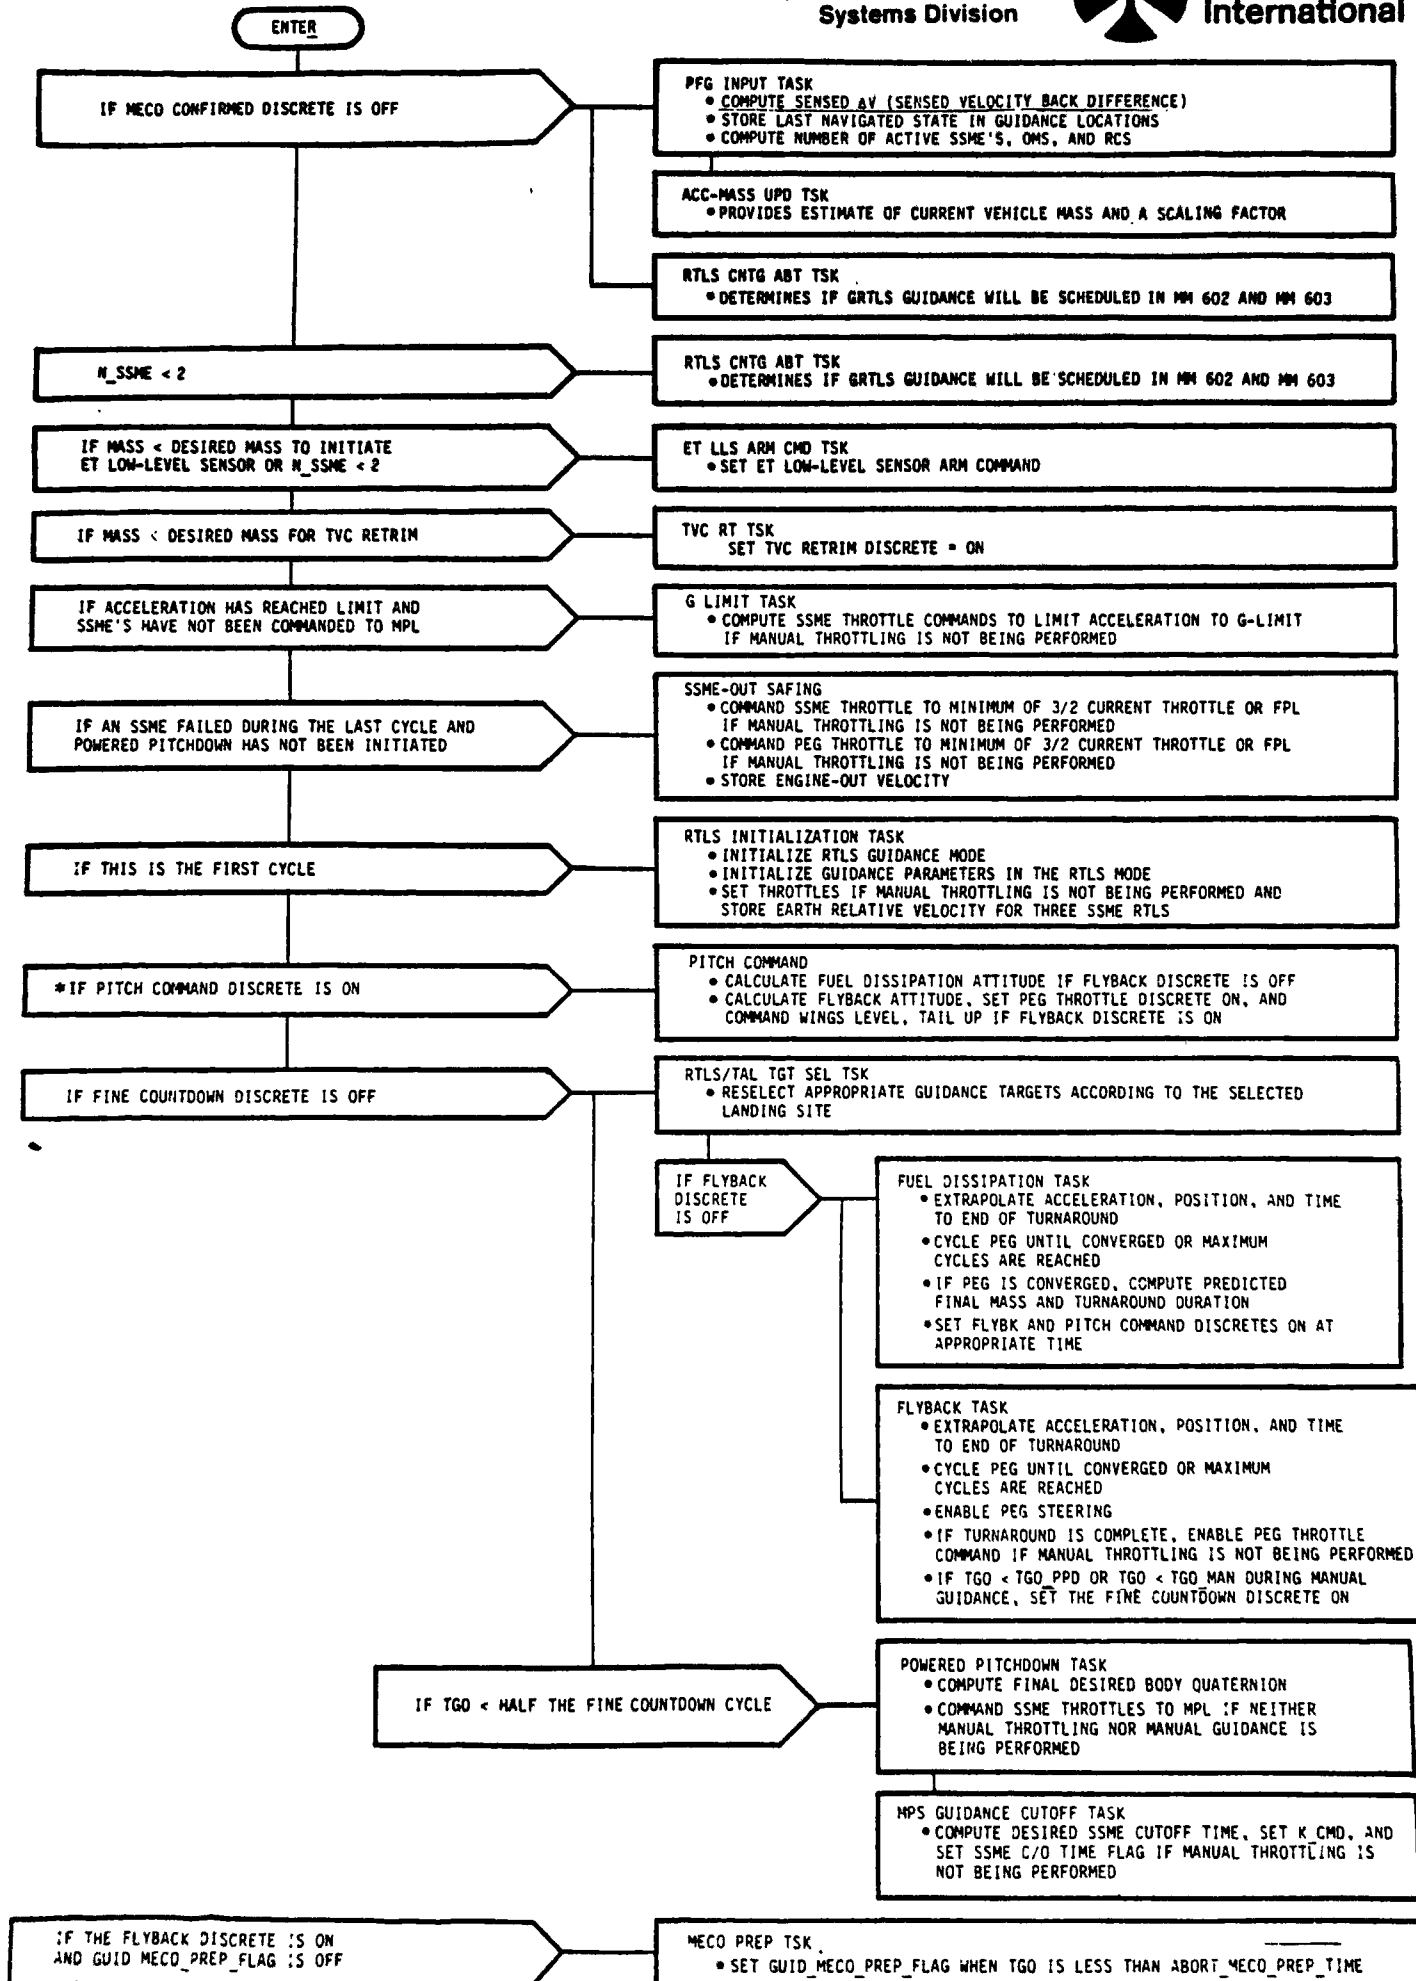 Systems Division
International
ENTER
IF MECO CONFIRMED DISCRETE IS OFF
PFG INPUT TASK
• COMPUTE SENSED ΔV (SENSED VELOCITY BACK DIFFERENCE)
• STORE LAST NAVIGATED STATE IN GUIDANCE LOCATIONS
• COMPUTE NUMBER OF ACTIVE SSME'S, OMS, AND RCS
ACC-MASS UPD TSK
• PROVIDES ESTIMATE OF CURRENT VEHICLE MASS AND A SCALING FACTOR
RTLS CNTG ABT TSK
• DETERMINES IF GRTLS GUIDANCE WILL BE SCHEDULED IN MM 602 AND MM 603
N_SSME < 2
RTLS CNTG ABT TSK
• DETERMINES IF GRTLS GUIDANCE WILL BE SCHEDULED IN MM 602 AND MM 603
IF MASS < DESIRED MASS TO INITIATE
ET LOW-LEVEL SENSOR OR N_SSME < 2
ET LLS ARM CMD TSK
• SET ET LOW-LEVEL SENSOR ARM COMMAND
IF MASS < DESIRED MASS FOR TVC RETRIM
TVC RT TSK
SET TVC RETRIM DISCRETE = ON
IF ACCELERATION HAS REACHED LIMIT AND
SSME'S HAVE NOT BEEN COMMANDED TO MPL
G LIMIT TASK
• COMPUTE SSME THROTTLE COMMANDS TO LIMIT ACCELERATION TO G-LIMIT
IF MANUAL THROTTLING IS NOT BEING PERFORMED
IF AN SSME FAILED DURING THE LAST CYCLE AND
POWERED PITCHDOWN HAS NOT BEEN INITIATED
SSME-OUT SAFING
• COMMAND SSME THROTTLE TO MINIMUM OF 3/2 CURRENT THROTTLE OR FPL
IF MANUAL THROTTLING IS NOT BEING PERFORMED
• COMMAND PEG THROTTLE TO MINIMUM OF 3/2 CURRENT THROTTLE OR FPL
IF MANUAL THROTTLING IS NOT BEING PERFORMED
• STORE ENGINE-OUT VELOCITY
IF THIS IS THE FIRST CYCLE
RTLS INITIALIZATION TASK
• INITIALIZE RTLS GUIDANCE MODE
• INITIALIZE GUIDANCE PARAMETERS IN THE RTLS MODE
• SET THROTTLES IF MANUAL THROTTLING IS NOT BEING PERFORMED AND
STORE EARTH RELATIVE VELOCITY FOR THREE SSME RTLS
*IF PITCH COMMAND DISCRETE IS ON
PITCH COMMAND
• CALCULATE FUEL DISSIPATION ATTITUDE IF FLYBACK DISCRETE IS OFF
• CALCULATE FLYBACK ATTITUDE, SET PEG THROTTLE DISCRETE ON, AND
COMMAND WINGS LEVEL, TAIL UP IF FLYBACK DISCRETE IS ON
IF FINE COUNTDOWN DISCRETE IS OFF
RTLS/TAL TGT SEL TSK
• RESELECT APPROPRIATE GUIDANCE TARGETS ACCORDING TO THE SELECTED
LANDING SITE
IF FLYBACK
DISCRETE
IS OFF
FUEL DISSIPATION TASK
• EXTRAPOLATE ACCELERATION, POSITION, AND TIME
TO END OF TURNAROUND
• CYCLE PEG UNTIL CONVERGED OR MAXIMUM
CYCLES ARE REACHED
• IF PEG IS CONVERGED, COMPUTE PREDICTED
FINAL MASS AND TURNAROUND DURATION
*SET FLYBK AND PITCH COMMAND DISCRETES ON AT
APPROPRIATE TIME
FLYBACK TASK
• EXTRAPOLATE ACCELERATION, POSITION, AND TIME
TO END OF TURNAROUND
• CYCLE PEG UNTIL CONVERGED OR MAXIMUM
CYCLES ARE REACHED
• ENABLE PEG STEERING
• IF TURNAROUND IS COMPLETE, ENABLE PEG THROTTLE
COMMAND IF MANUAL THROTTLING IS NOT BEING PERFORMED
• IF TGO < TGO_PPD OR TGO < TGO_MAN DURING MANUAL
GUIDANCE, SET THE FINE COUNTDOWN DISCRETE ON
IF TGO < HALF THE FINE COUNTDOWN CYCLE
POWERED PITCHDOWN TASK
• COMPUTE FINAL DESIRED BODY QUATERNION
• COMMAND SSME THROTTLES TO MPL IF NEITHER
MANUAL THROTTLING NOR MANUAL GUIDANCE IS
BEING PERFORMED
MPS GUIDANCE CUTOFF TASK
• COMPUTE DESIRED SSME CUTOFF TIME, SET K_CMD, AND
SET SSME C/O TIME FLAG IF MANUAL THROTTLING IS
NOT BEING PERFORMED
IF THE FLYBACK DISCRETE IS ON
AND GUID MECO_PREP_FLAG IS OFF
MECO PREP TSK
• SET GUID_MECO_PREP_FLAG WHEN TGO IS LESS THAN ABORT_MECO_PREP_TIME